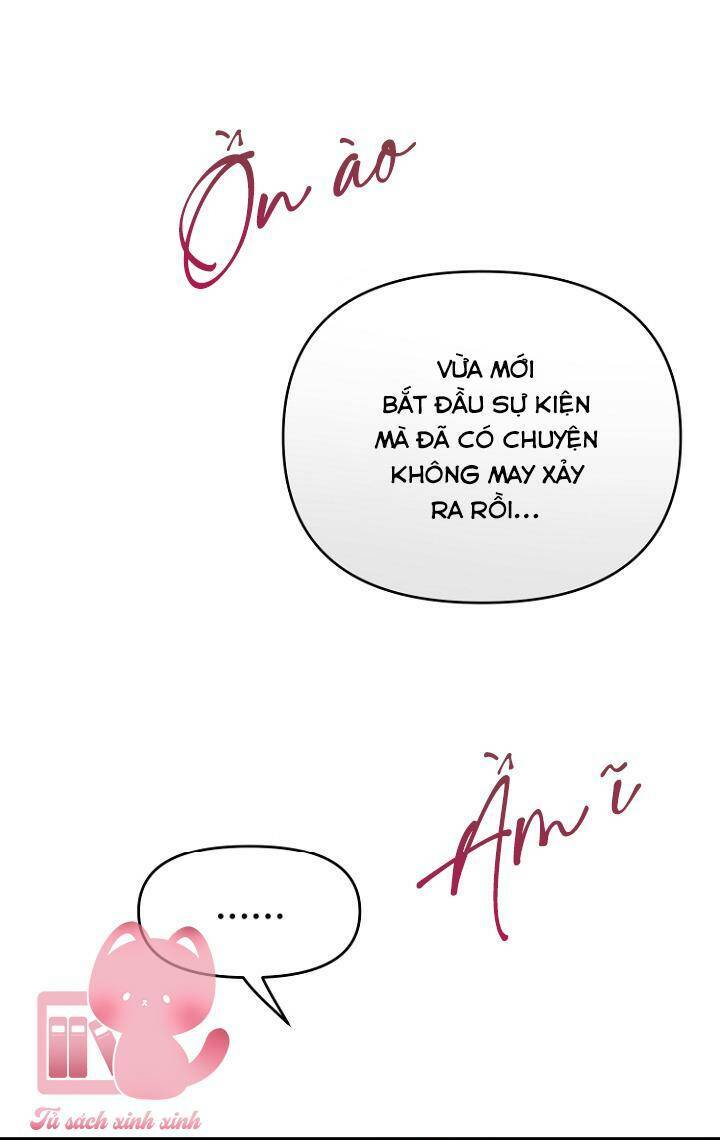 Ồn ào
VỪA MỚI
BẮT ĐẦU SỰ KIỆN
MÀ ĐÃ CÓ CHUYỆN
KHÔNG MAY XẢY
RA RỒI...
Ầm ĩ
......
Tủ sách xinh xinh